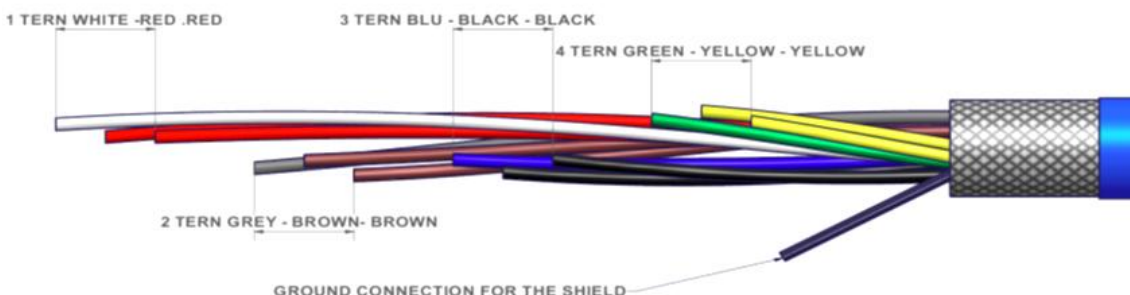 1 TERN WHITE -RED .RED
3 TERN BLU - BLACK - BLACK
4 TERN GREEN - YELLOW - YELLOW
2 TERN GREY - BROWN- BROWN
GROUND CONNECTION FOR THE SHIELD